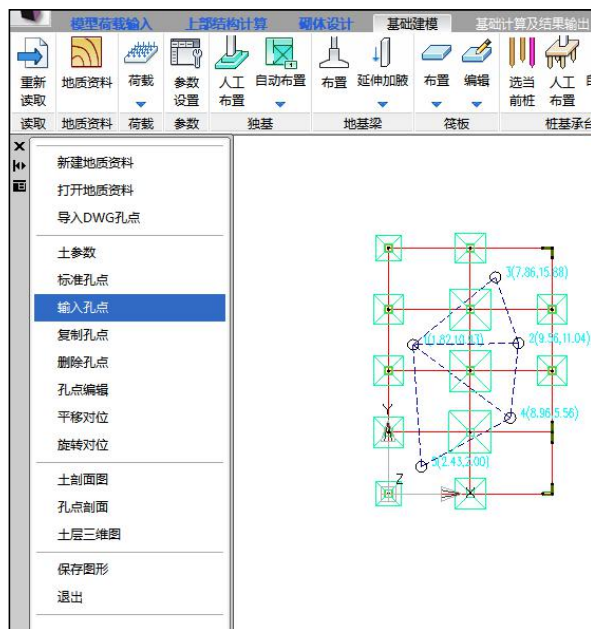 模型荷载输入 上部结构计算 砌体设计 基础建模 基础计算及结果输出
重新读取 地质资料 荷载 参数设置 人工布置 自动布置 布置 延伸加腋 布置 编辑 选当前桩 人工布置
读取 地质资料 荷载 参数 独基 地基梁 筏板 桩基承台
新建地质资料
打开地质资料
导入DWG孔点
土参数
标准孔点
输入孔点
复制孔点
删除孔点
孔点编辑
平移对位
旋转对位
土剖面图
孔点剖面
土层三维图
保存图形
退出
3(7.86,15.88)
2(9.56,11.04)
4(8.96,5.56)
Y
Z
X